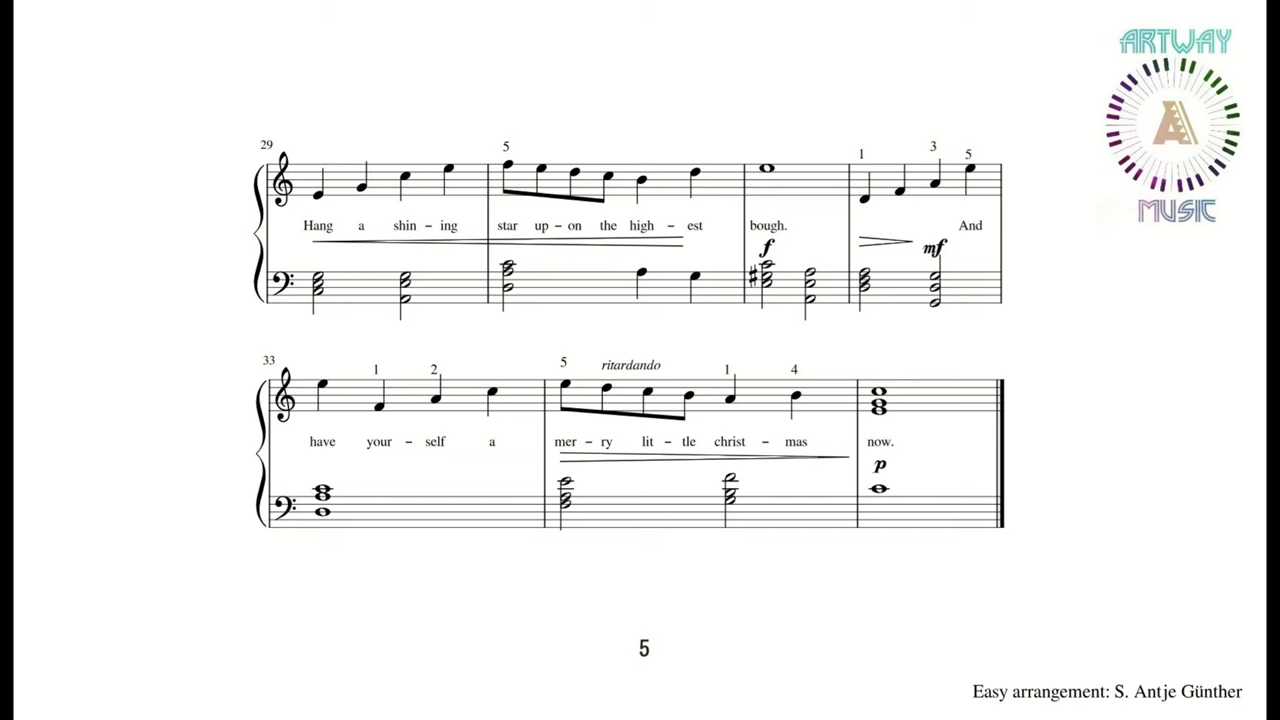 ARTWAY
A
MUSIC
29
5
1 3 5
Hang a shin – ing star up – on the high – est bough. And
f
mf
33
1 2 5 ritardando 1 4
have your – self a mer – ry lit – tle christ – mas now.
p
5
Easy arrangement: S. Antje Günther